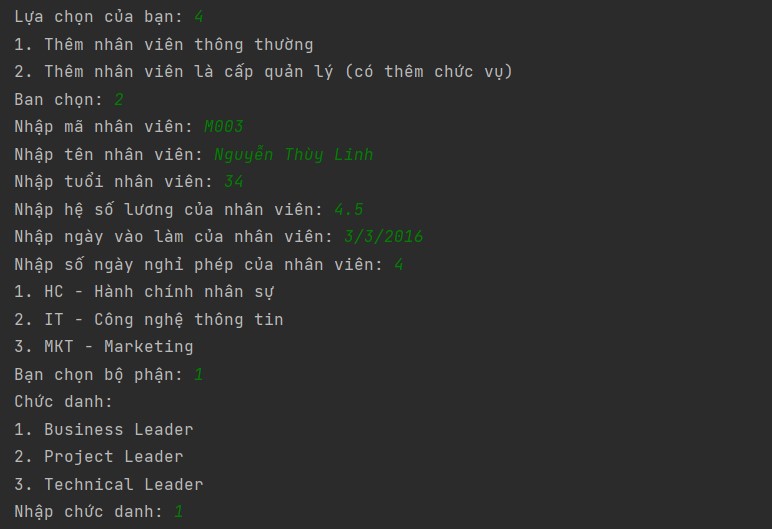 Lựa chọn của bạn: 4
1. Thêm nhân viên thông thường
2. Thêm nhân viên là cấp quản lý (có thêm chức vụ)
Ban chọn: 2
Nhập mã nhân viên: M003
Nhập tên nhân viên: Nguyễn Thùy Linh
Nhập tuổi nhân viên: 34
Nhập hệ số lương của nhân viên: 4.5
Nhập ngày vào làm của nhân viên: 3/3/2016
Nhập số ngày nghỉ phép của nhân viên: 4
1. HC - Hành chính nhân sự
2. IT - Công nghệ thông tin
3. MKT - Marketing
Bạn chọn bộ phận: 1
Chức danh:
1. Business Leader
2. Project Leader
3. Technical Leader
Nhập chức danh: 1